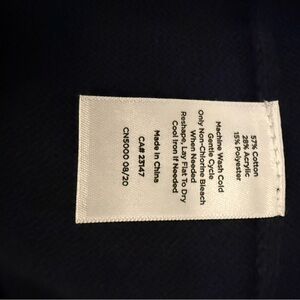 57% Cotton
28% Acrylic
15% Polyester
Machine Wash Cold
Gentle Cycle
Only Non-Chlorine Bleach
When Needed
Reshape, Lay Flat To Dry
Cool Iron If Needed
Made In China
CA# 23147
CN5000 08/20